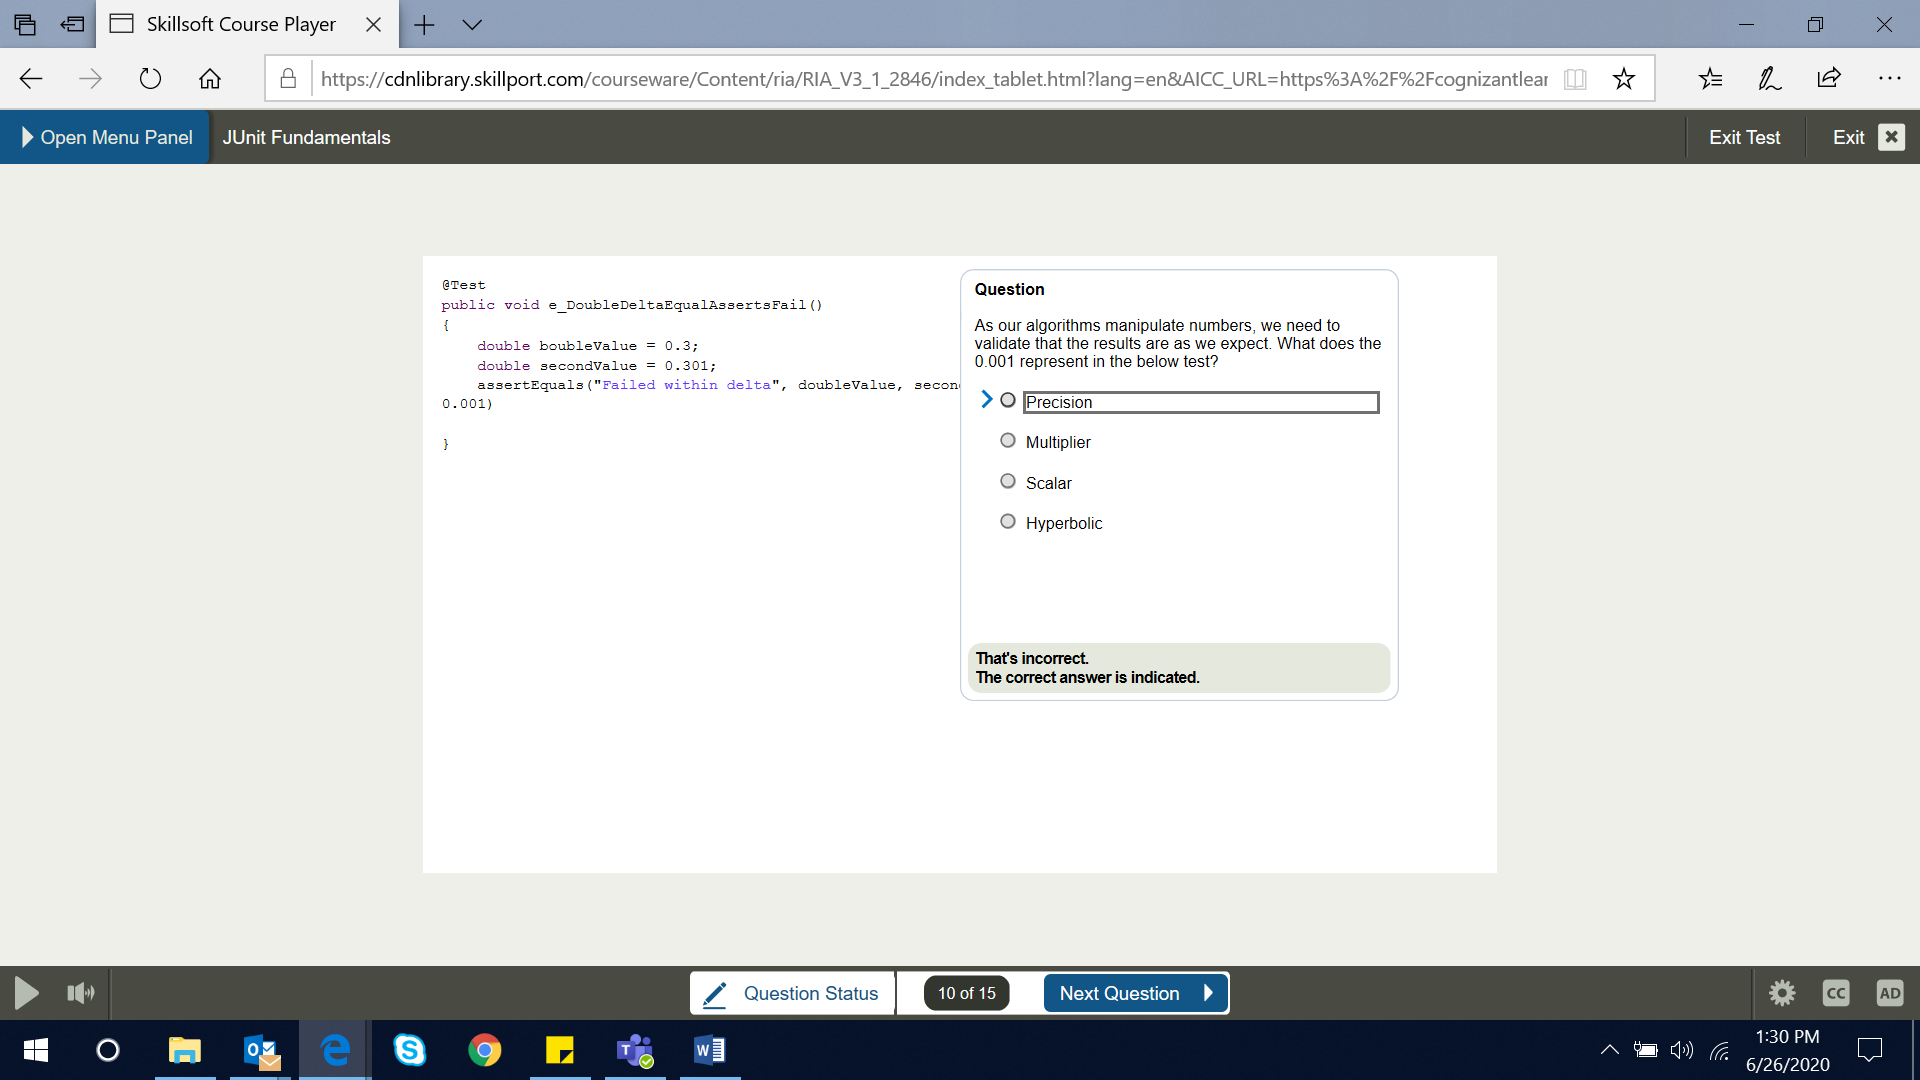 Skillsoft Course Player
https://cdnlibrary.skillport.com/courseware/Content/ria/RIA_V3_1_2846/index_tablet.html?lang=en&AICC_URL=https%3A%2F%2Fcognizantlear
Open Menu Panel
JUnit Fundamentals
Exit Test
Exit
@Test
public void e_DoubleDeltaEqualAssertsFail()
{
double boubleValue = 0.3;
double secondValue = 0.301;
assertEquals("Failed within delta", doubleValue, secon
0.001)
}
Question
As our algorithms manipulate numbers, we need to
validate that the results are as we expect. What does the
0.001 represent in the below test?
Precision
Multiplier
Scalar
Hyperbolic
That's incorrect.
The correct answer is indicated.
Question Status
10 of 15
Next Question
CC
AD
1:30 PM
6/26/2020